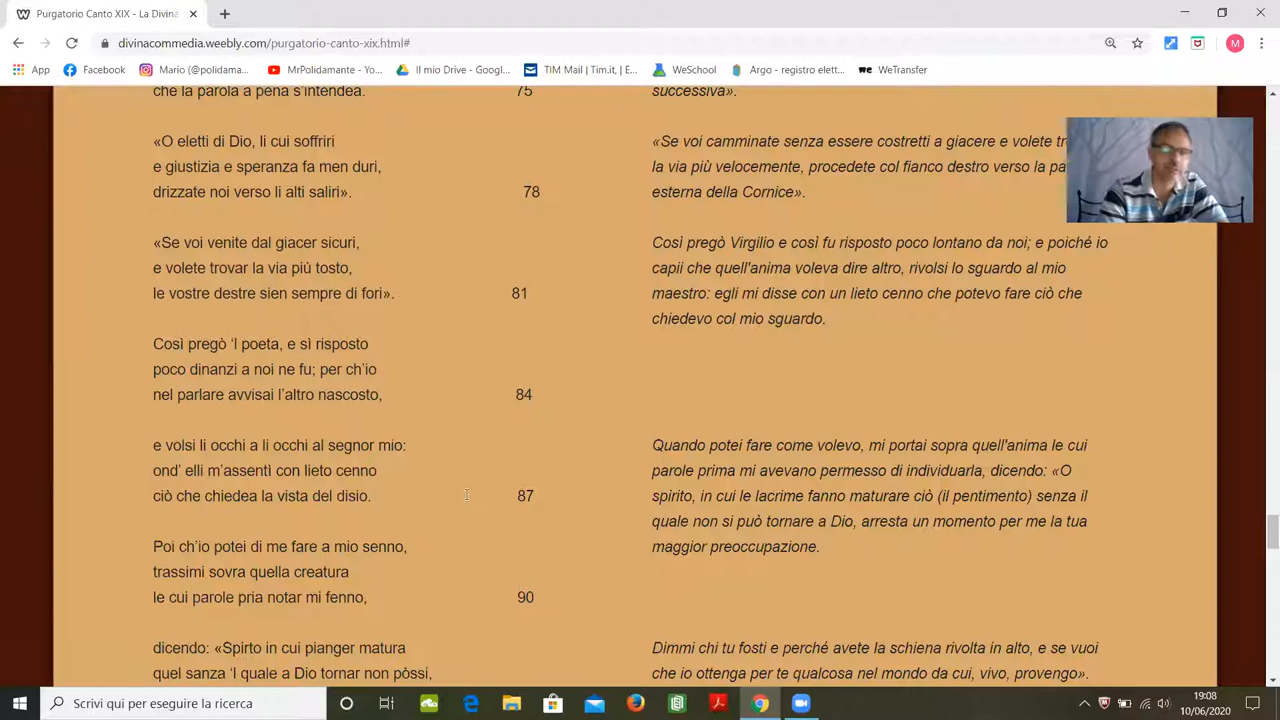 Purgatorio Canto XIX - La Divina
divinacommedia.weebly.com/purgatorio-canto-xix.html#
App Facebook Mario (@polidama... MrPolidamante - Yo... Il mio Drive - Googl... TIM Mail | Tim.it, | E... WeSchool Argo - registro elett... WeTransfer
che la parola a pena s'intendea. 75
«O eletti di Dio, li cui soffriri
e giustizia e speranza fa men duri,
drizzate noi verso li alti saliri». 78
«Se voi venite dal giacer sicuri,
e volete trovar la via più tosto,
le vostre destre sien sempre di fori». 81
Così pregò 'l poeta, e sì risposto
poco dinanzi a noi ne fu; per ch'io
nel parlare avvisai l'altro nascosto, 84
e volsi li occhi a li occhi al segnor mio:
ond' elli m'assentì con lieto cenno
ciò che chiedea la vista del disio. 87
Poi ch'io potei di me fare a mio senno,
trassimi sovra quella creatura
le cui parole pria notar mi fenno, 90
dicendo: «Spirto in cui pianger matura
quel sanza 'l quale a Dio tornar non pòssi,
successiva».
«Se voi camminate senza essere costretti a giacere e volete
la via più velocemente, procedete col fianco destro verso la
esterna della Cornice».
Così pregò Virgilio e così fu risposto poco lontano da noi; e poiché io
capii che quell'anima voleva dire altro, rivolsi lo sguardo al mio
maestro: egli mi disse con un lieto cenno che potevo fare ciò che
chiedevo col mio sguardo.
Quando potei fare come volevo, mi portai sopra quell'anima le cui
parole prima mi avevano permesso di individuarla, dicendo: «O
spirito, in cui le lacrime fanno maturare ciò (il pentimento) senza il
quale non si può tornare a Dio, arresta un momento per me la tua
maggior preoccupazione.
Dimmi chi tu fosti e perché avete la schiena rivolta in alto, e se vuoi
che io ottenga per te qualcosa nel mondo da cui, vivo, provengo».
Scrivi qui per eseguire la ricerca
19:08
10/06/2020